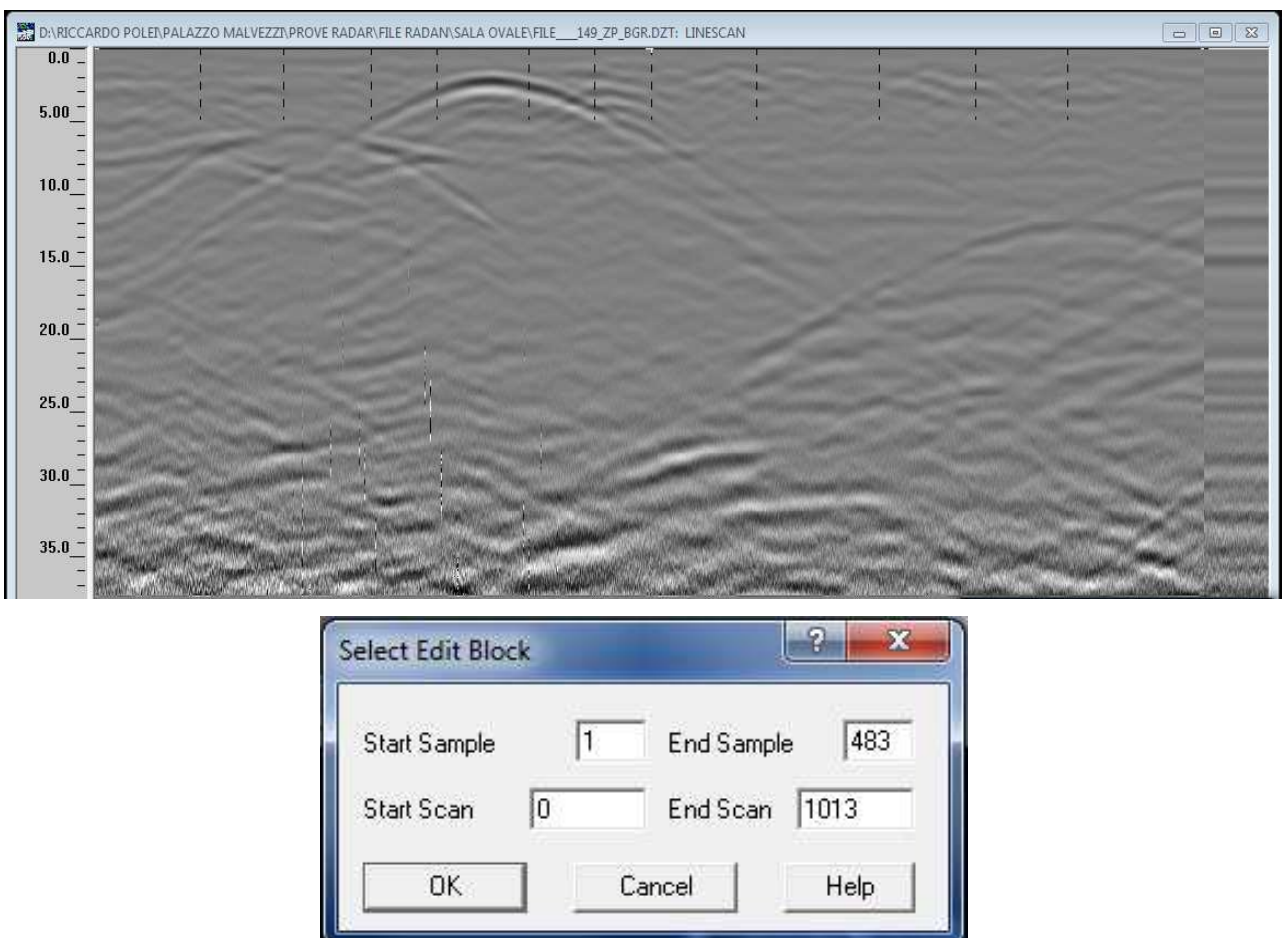 D:\RICCARDO POLEI\PALAZZO MALVEZZI\PROVE RADAR\FILE RADAN\SALA OVALE\FILE___149_ZP_BGR.DZT: LINESCAN
0.0
5.00
10.0
15.0
20.0
25.0
30.0
35.0
Select Edit Block
Start Sample 1 End Sample 483
Start Scan 0 End Scan 1013
OK Cancel Help